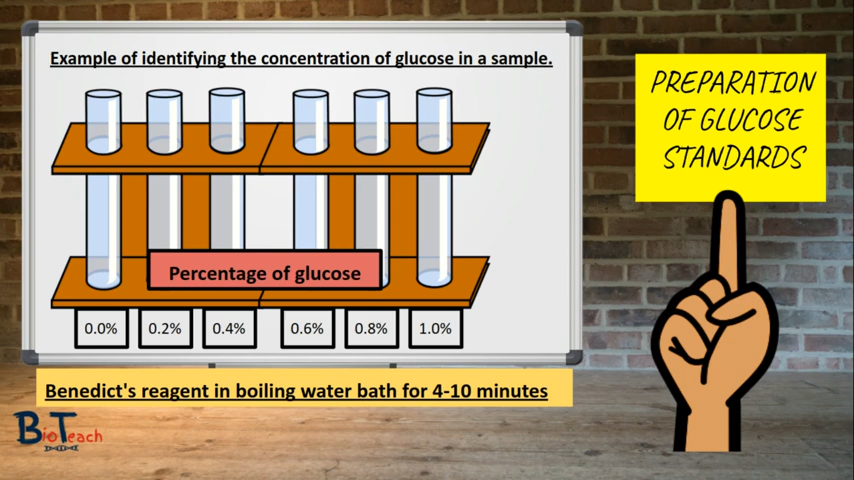 Example of identifying the concentration of glucose in a sample.
PREPARATION
OF GLUCOSE
STANDARDS
Percentage of glucose
0.0% 0.2% 0.4% 0.6% 0.8% 1.0%
Benedict's reagent in boiling water bath for 4-10 minutes
BioTeach